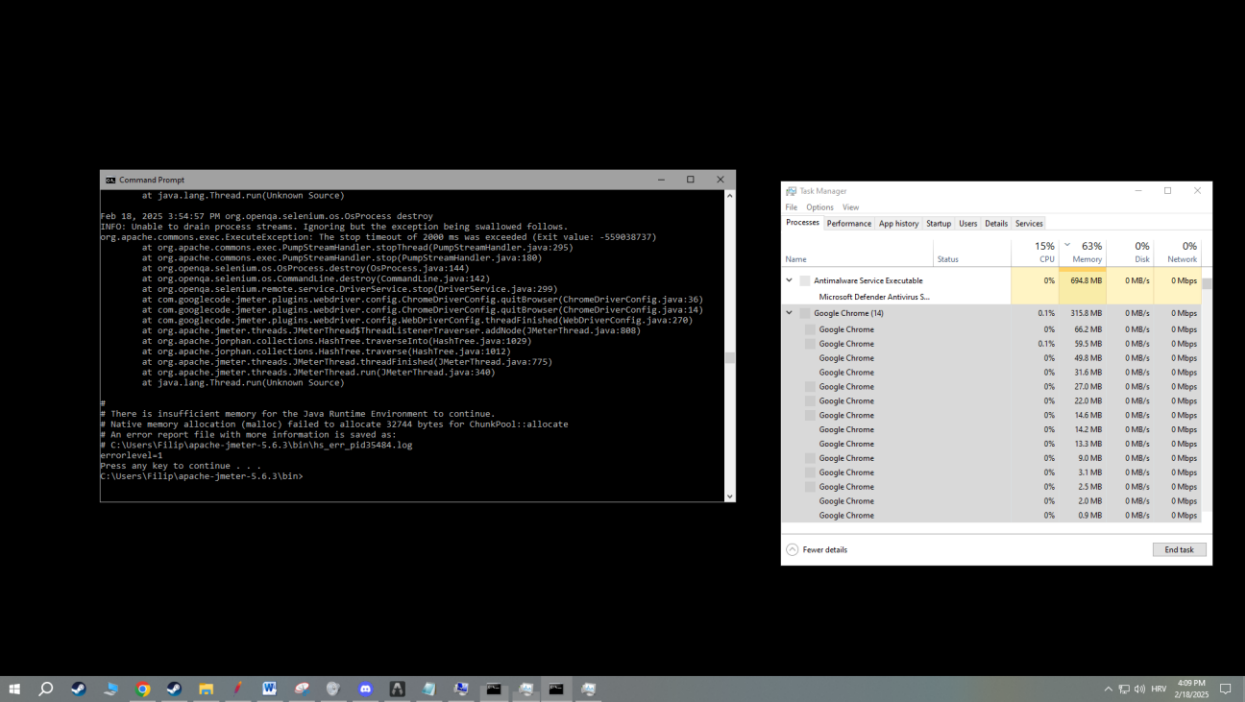 Command Prompt
at java.lang.Thread.run(Unknown Source)
Feb 18, 2025 3:54:57 PM org.openqa.selenium.os.OsProcess destroy
INFO: Unable to drain process streams. Ignoring but the exception being swallowed follows.
org.apache.commons.exec.ExecuteException: The stop timeout of 2000 ms was exceeded (Exit value: -559038737)
at org.apache.commons.exec.PumpStreamHandler.stopThread(PumpStreamHandler.java:295)
at org.apache.commons.exec.PumpStreamHandler.stop(PumpStreamHandler.java:180)
at org.openqa.selenium.os.OsProcess.destroy(OsProcess.java:144)
at org.openqa.selenium.os.CommandLine.destroy(CommandLine.java:142)
at org.openqa.selenium.remote.service.DriverService.stop(DriverService.java:299)
at com.googlecode.jmeter.plugins.webdriver.config.ChromeDriverConfig.quitBrowser(ChromeDriverConfig.java:36)
at com.googlecode.jmeter.plugins.webdriver.config.ChromeDriverConfig.quitBrowser(ChromeDriverConfig.java:14)
at com.googlecode.jmeter.plugins.webdriver.config.WebDriverConfig.threadFinished(WebDriverConfig.java:270)
at org.apache.jmeter.threads.JMeterThread$ThreadListenerTraverser.addNode(JMeterThread.java:808)
at org.apache.jorphan.collections.HashTree.traverseInto(HashTree.java:1029)
at org.apache.jorphan.collections.HashTree.traverse(HashTree.java:1012)
at org.apache.jmeter.threads.JMeterThread.threadFinished(JMeterThread.java:775)
at org.apache.jmeter.threads.JMeterThread.run(JMeterThread.java:340)
at java.lang.Thread.run(Unknown Source)
#
# There is insufficient memory for the Java Runtime Environment to continue.
# Native memory allocation (malloc) failed to allocate 32744 bytes for ChunkPool::allocate
# An error report file with more information is saved as:
# C:\Users\Filip\apache-jmeter-5.6.3\bin\hs_err_pid35484.log
errorlevel=1
Press any key to continue . . .
C:\Users\Filip\apache-jmeter-5.6.3\bin>
Task Manager
File Options View
Processes Performance App history Startup Users Details Services
15% 63% 0% 0%
Name Status CPU Memory Disk Network
Antimalware Service Executable 0% 694.8 MB 0 MB/s 0 Mbps
Microsoft Defender Antivirus S...
Google Chrome (14) 0.1% 315.8 MB 0 MB/s 0 Mbps
Google Chrome 0% 66.2 MB 0 MB/s 0 Mbps
Google Chrome 0.1% 59.5 MB 0 MB/s 0 Mbps
Google Chrome 0% 49.8 MB 0 MB/s 0 Mbps
Google Chrome 0% 31.6 MB 0 MB/s 0 Mbps
Google Chrome 0% 27.0 MB 0 MB/s 0 Mbps
Google Chrome 0% 22.0 MB 0 MB/s 0 Mbps
Google Chrome 0% 14.6 MB 0 MB/s 0 Mbps
Google Chrome 0% 14.2 MB 0 MB/s 0 Mbps
Google Chrome 0% 13.3 MB 0 MB/s 0 Mbps
Google Chrome 0% 9.0 MB 0 MB/s 0 Mbps
Google Chrome 0% 3.1 MB 0 MB/s 0 Mbps
Google Chrome 0% 2.5 MB 0 MB/s 0 Mbps
Google Chrome 0% 2.0 MB 0 MB/s 0 Mbps
Google Chrome 0% 0.9 MB 0 MB/s 0 Mbps
Fewer details End task
HRV 4:09 PM
2/18/2025